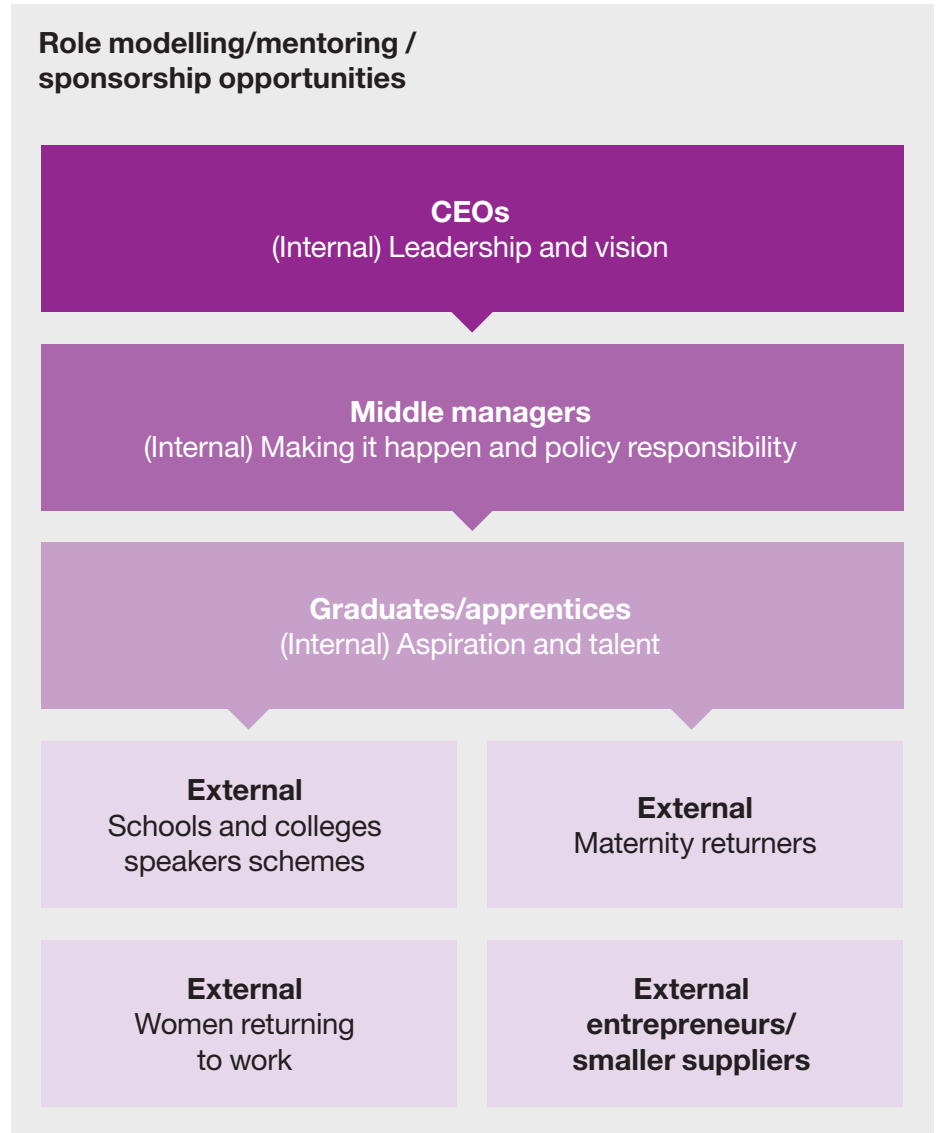 Role modelling/mentoring /
sponsorship opportunities
CEOs
(Internal) Leadership and vision
Middle managers
(Internal) Making it happen and policy responsibility
Graduates/apprentices
(Internal) Aspiration and talent
External
Schools and colleges
speakers schemes
External
Maternity returners
External
Women returning
to work
External
entrepreneurs/
smaller suppliers